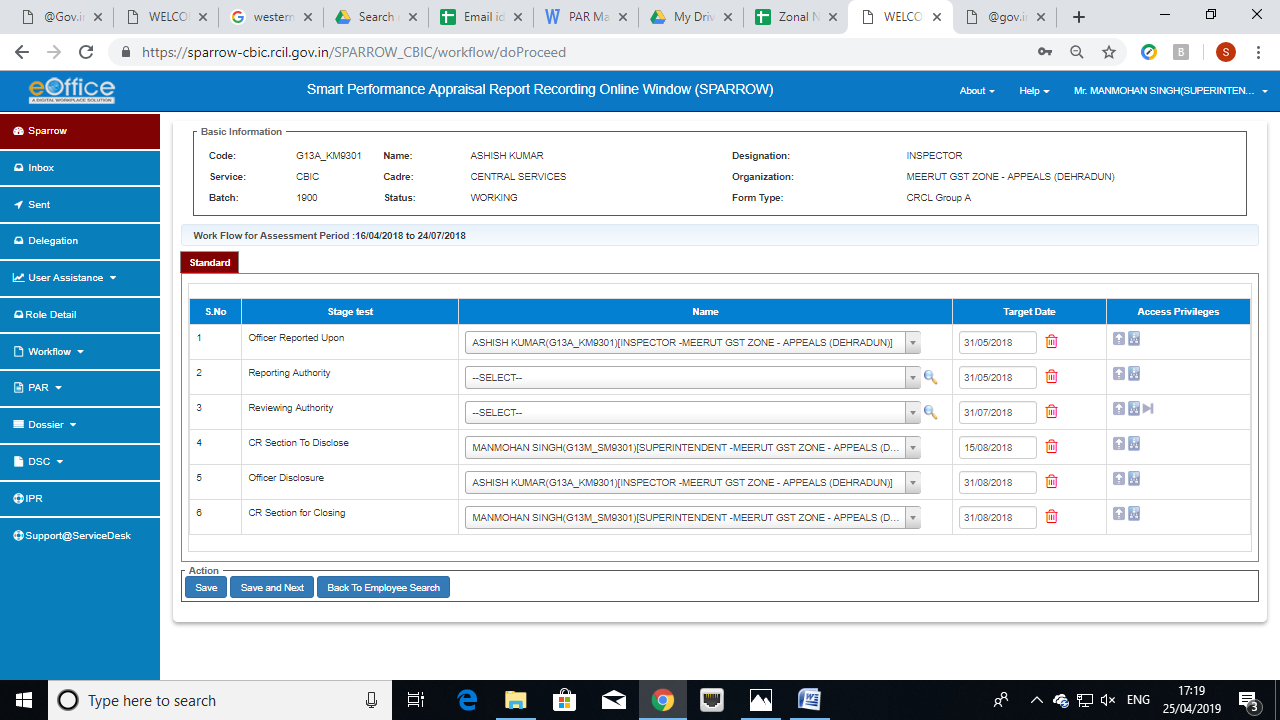 @Gov.i
WELCO
western
Search
Email id
PAR Ma
My Driv
Zonal N
WELCO
@gov.i
https://sparrow-cbic.rcil.gov.in/SPARROW_CBIC/workflow/doProceed
B
S
eOffice
A DIGITAL WORKPLACE SOLUTION
Smart Performance Appraisal Report Recording Online Window (SPARROW)
About
Help
Mr. MANMOHAN SINGH(SUPERINTEN...
Sparrow
Inbox
Sent
Delegation
User Assistance
Role Detail
Workflow
PAR
Dossier
DSC
IPR
Support@ServiceDesk
Basic Information
Code: G13A_KM9301 Name: ASHISH KUMAR Designation: INSPECTOR
Service: CBIC Cadre: CENTRAL SERVICES Organization: MEERUT GST ZONE - APPEALS (DEHRADUN)
Batch: 1900 Status: WORKING Form Type: CRCL Group A
Work Flow for Assessment Period :16/04/2018 to 24/07/2018
Standard
S.No Stage test Name Target Date Access Privileges
1 Officer Reported Upon ASHISH KUMAR(G13A_KM9301)[INSPECTOR -MEERUT GST ZONE - APPEALS (DEHRADUN)] 31/05/2018
2 Reporting Authority --SELECT-- 31/05/2018
3 Reviewing Authority --SELECT-- 31/07/2018
4 CR Section To Disclose MANMOHAN SINGH(G13M_SM9301)[SUPERINTENDENT -MEERUT GST ZONE - APPEALS (D... 15/08/2018
5 Officer Disclosure ASHISH KUMAR(G13A_KM9301)[INSPECTOR -MEERUT GST ZONE - APPEALS (DEHRADUN)] 31/08/2018
6 CR Section for Closing MANMOHAN SINGH(G13M_SM9301)[SUPERINTENDENT -MEERUT GST ZONE - APPEALS (D... 31/08/2018
Action
Save
Save and Next
Back To Employee Search
Type here to search
ENG
17:19
25/04/2019
3